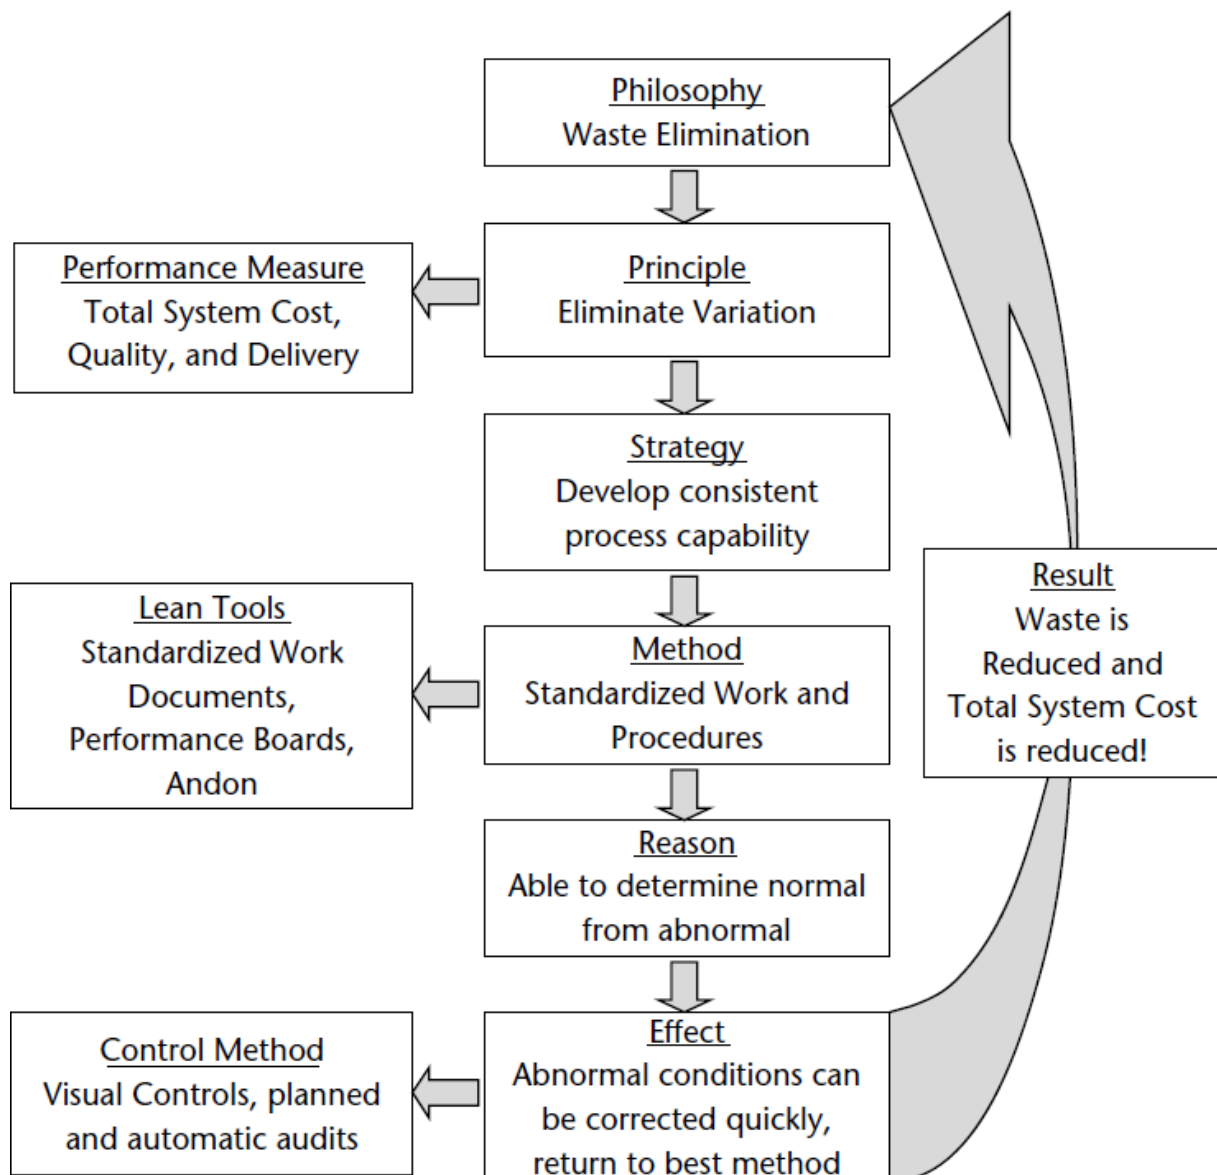 Philosophy
Waste Elimination
Performance Measure
Total System Cost,
Quality, and Delivery
Principle
Eliminate Variation
Strategy
Develop consistent
process capability
Lean Tools
Standardized Work
Documents,
Performance Boards,
Andon
Method
Standardized Work and
Procedures
Result
Waste is
Reduced and
Total System Cost
is reduced!
Reason
Able to determine normal
from abnormal
Control Method
Visual Controls, planned
and automatic audits
Effect
Abnormal conditions can
be corrected quickly,
return to best method